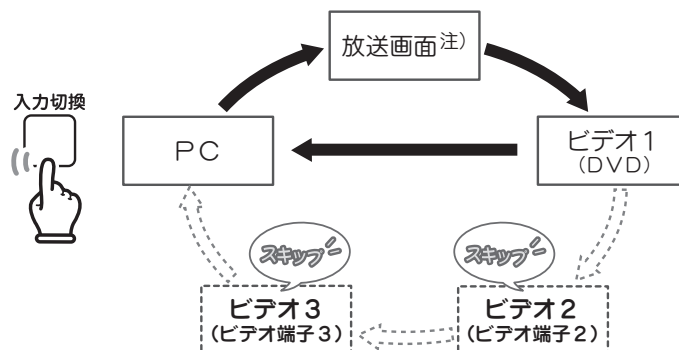 放送画面注)
入力切換
PC
ビデオ1
(DVD)
スキップ
スキップ
ビデオ3
(ビデオ端子3)
ビデオ2
(ビデオ端子2)